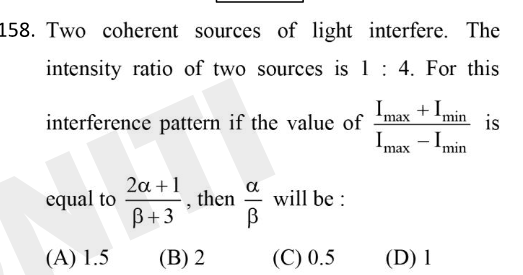 158. Two coherent sources of light interfere. The
intensity ratio of two sources is 1 : 4. For this
interference pattern if the value of (I_max + I_min)/(I_max − I_min) is
equal to (2α + 1)/(β + 3), then α/β will be :
(A) 1.5 (B) 2 (C) 0.5 (D) 1
NITI